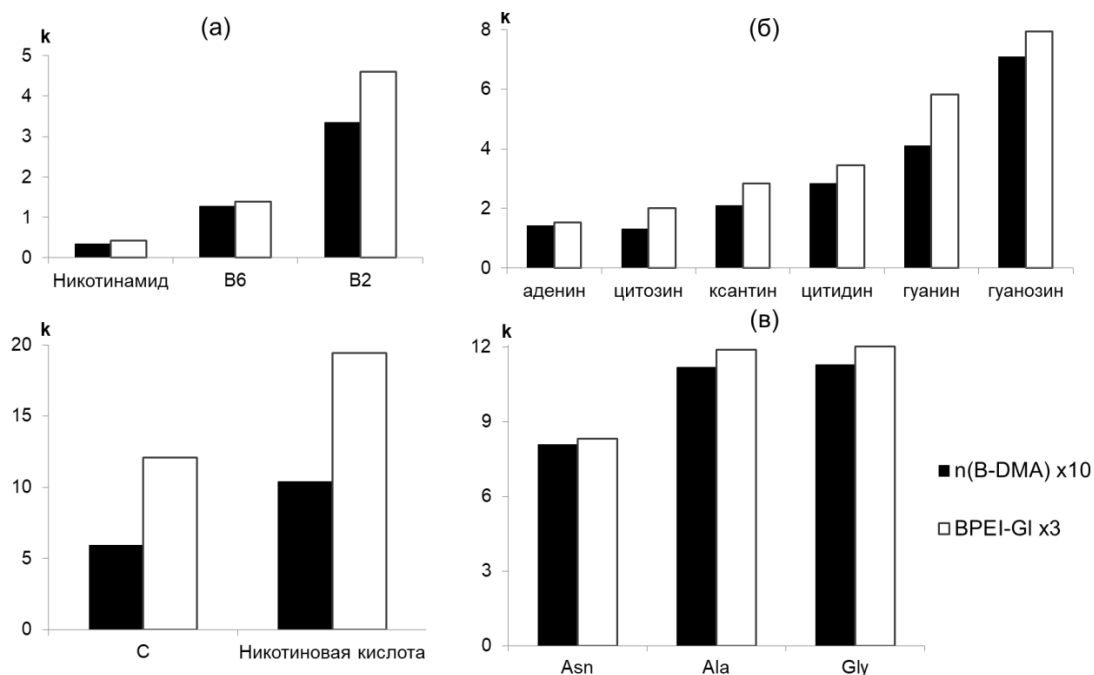 (а)
k
5
4
3
2
1
0
Никотинамид
B6
B2
k
20
15
10
5
0
C
Никотиновая кислота
(б)
k
8
6
4
2
0
аденин
цитозин
ксантин
цитидин
гуанин
гуанозин
(в)
k
12
9
6
3
0
Asn
Ala
Gly
n(B-DMA) x10
BPEI-Gl x3